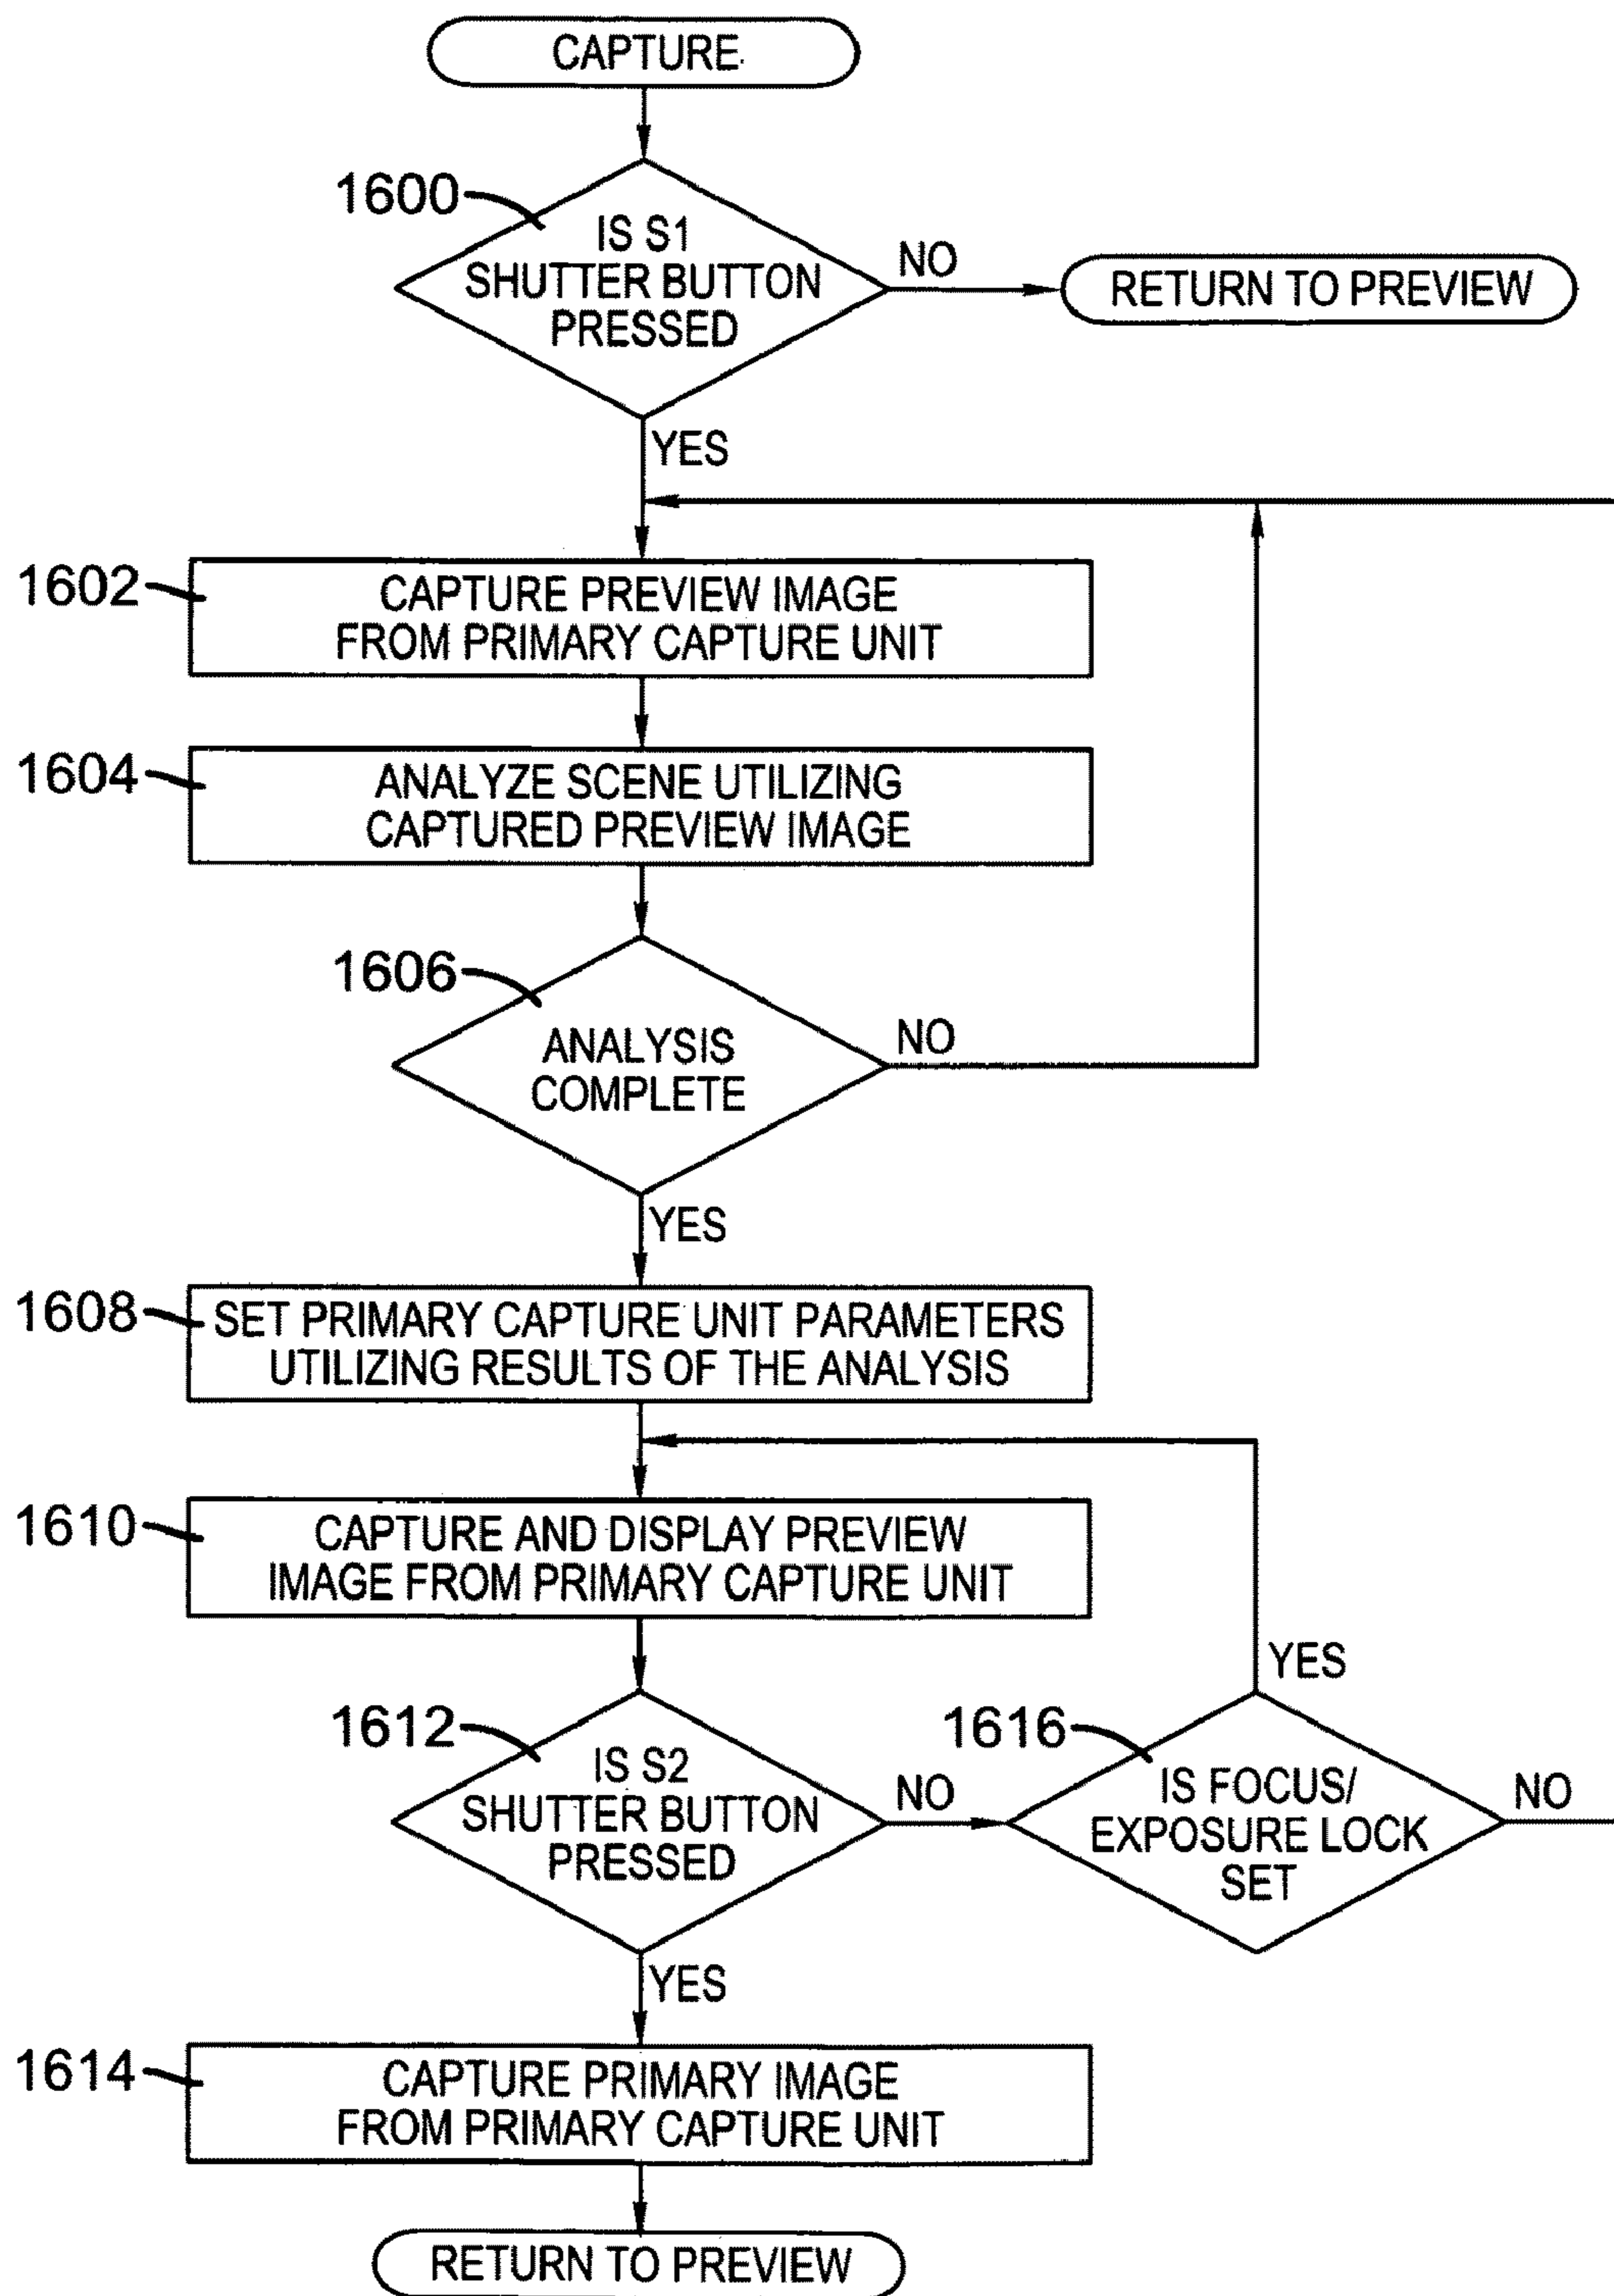 CAPTURE
1600
IS S1
SHUTTER BUTTON
PRESSED
NO
RETURN TO PREVIEW
YES
1602
CAPTURE PREVIEW IMAGE
FROM PRIMARY CAPTURE UNIT
1604
ANALYZE SCENE UTILIZING
CAPTURED PREVIEW IMAGE
1606
ANALYSIS
COMPLETE
NO
YES
1608
SET PRIMARY CAPTURE UNIT PARAMETERS
UTILIZING RESULTS OF THE ANALYSIS
1610
CAPTURE AND DISPLAY PREVIEW
IMAGE FROM PRIMARY CAPTURE UNIT
1612
IS S2
SHUTTER BUTTON
PRESSED
NO
1616
IS FOCUS/
EXPOSURE LOCK
SET
YES
NO
YES
1614
CAPTURE PRIMARY IMAGE
FROM PRIMARY CAPTURE UNIT
RETURN TO PREVIEW